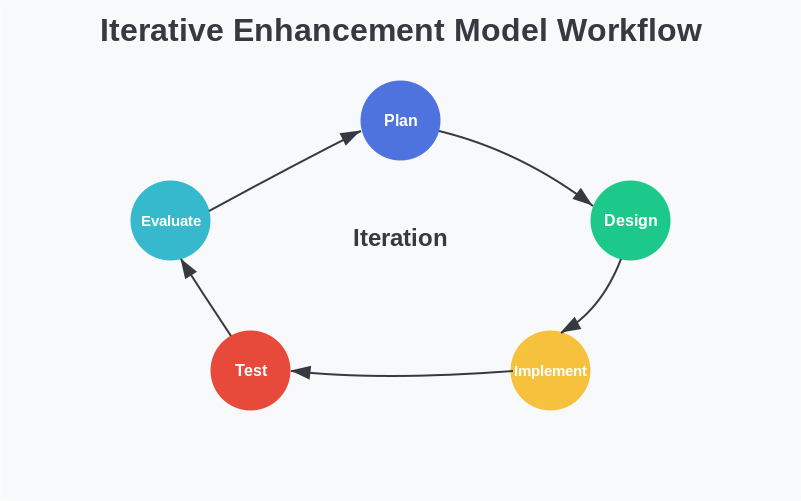 Iterative Enhancement Model Workflow
Plan
Evaluate
Design
Iteration
Test
Implement